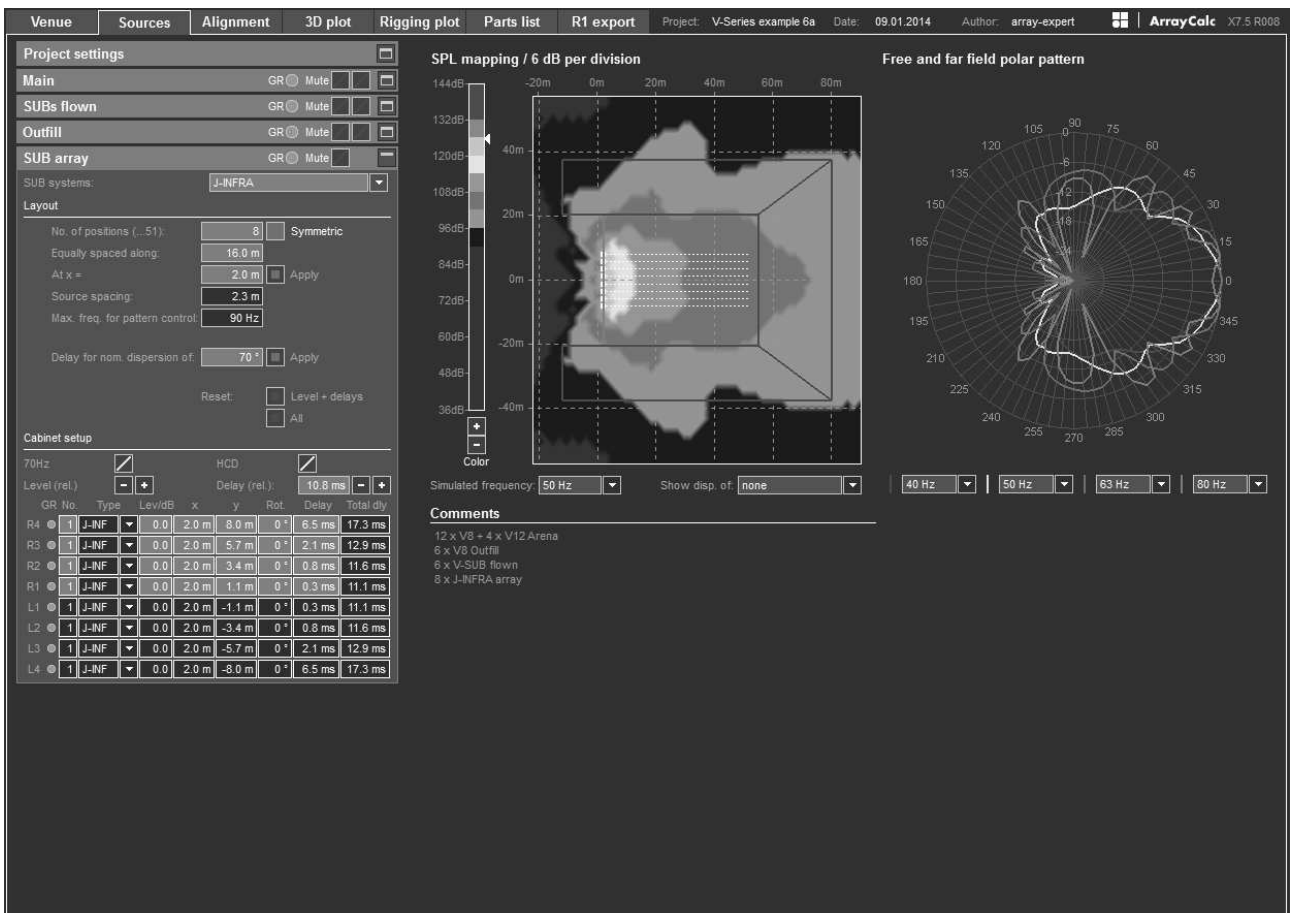 Venue Sources Alignment 3D plot Rigging plot Parts list R1 export Project: V-Series example 6a Date: 09.01.2014 Author: array-expert ArrayCalc X7.5 R008
Project settings
Main GR Mute
SUBs flown GR Mute
Outfill GR Mute
SUB array GR Mute
SUB systems: J-INFRA
Layout
No. of positions (...51): 8 Symmetric
Equally spaced along: 16.0 m
At x = 2.0 m Apply
Source spacing: 2.3 m
Max. freq. for pattern control: 90 Hz
Delay for nom. dispersion of: 70 ° Apply
Reset: Level + delays
All
Cabinet setup
70Hz HCD
Level (rel.) - + Delay (rel.): 10.8 ms - +
GR No. Type Lev/dB x y Rot. Delay Total dly
R4 1 J-INF 0.0 2.0 m 8.0 m 0 ° 6.5 ms 17.3 ms
R3 1 J-INF 0.0 2.0 m 5.7 m 0 ° 2.1 ms 12.9 ms
R2 1 J-INF 0.0 2.0 m 3.4 m 0 ° 0.8 ms 11.6 ms
R1 1 J-INF 0.0 2.0 m 1.1 m 0 ° 0.3 ms 11.1 ms
L1 1 J-INF 0.0 2.0 m -1.1 m 0 ° 0.3 ms 11.1 ms
L2 1 J-INF 0.0 2.0 m -3.4 m 0 ° 0.8 ms 11.6 ms
L3 1 J-INF 0.0 2.0 m -5.7 m 0 ° 2.1 ms 12.9 ms
L4 1 J-INF 0.0 2.0 m -8.0 m 0 ° 6.5 ms 17.3 ms
SPL mapping / 6 dB per division
144dB
132dB
120dB
108dB
96dB
84dB
72dB
60dB
48dB
36dB
+
-
Color
-20m 0m 20m 40m 60m 80m
40m
20m
0m
-20m
-40m
Simulated frequency: 50 Hz Show disp. of: none
Comments
12 x V8 + 4 x V12 Arena
6 x V8 Outfill
6 x V-SUB flown
8 x J-INFRA array
Free and far field polar pattern
105 90 75
120 60
135 45
150 30
165 15
180 0
195 345
210 330
225 315
240 300
255 270 285
0
-6
-12
-18
-24
40 Hz 50 Hz 63 Hz 80 Hz